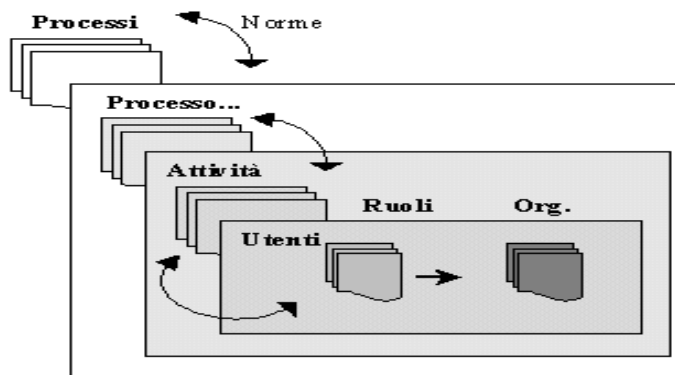 Processi
Norme
Processo...
Attività
Ruoli
Org.
Utenti